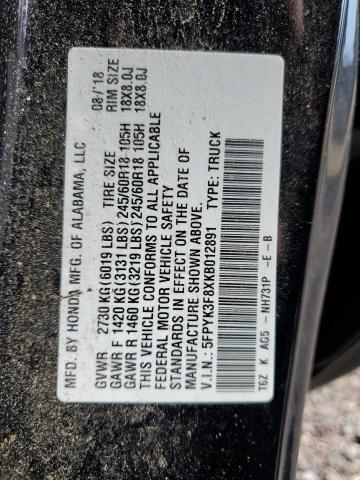 MFD. BY HONDA MFG. OF ALABAMA, LLC 08/18
GVWR 2730 KG(6019 LBS) TIRE SIZE RIM SIZE
GAWR F 1420 KG(3131 LBS) 245/60R18 105H 18X8.0J
GAWR R 1460 KG(3219 LBS) 245/60R18 105H 18X8.0J
THIS VEHICLE CONFORMS TO ALL APPLICABLE
FEDERAL MOTOR VEHICLE SAFETY
STANDARDS IN EFFECT ON THE DATE OF
MANUFACTURE SHOWN ABOVE.
V.I.N.: 5FPYK3F8XKB012891 TYPE: TRUCK
T6Z K AG5 - NH731P -E -B